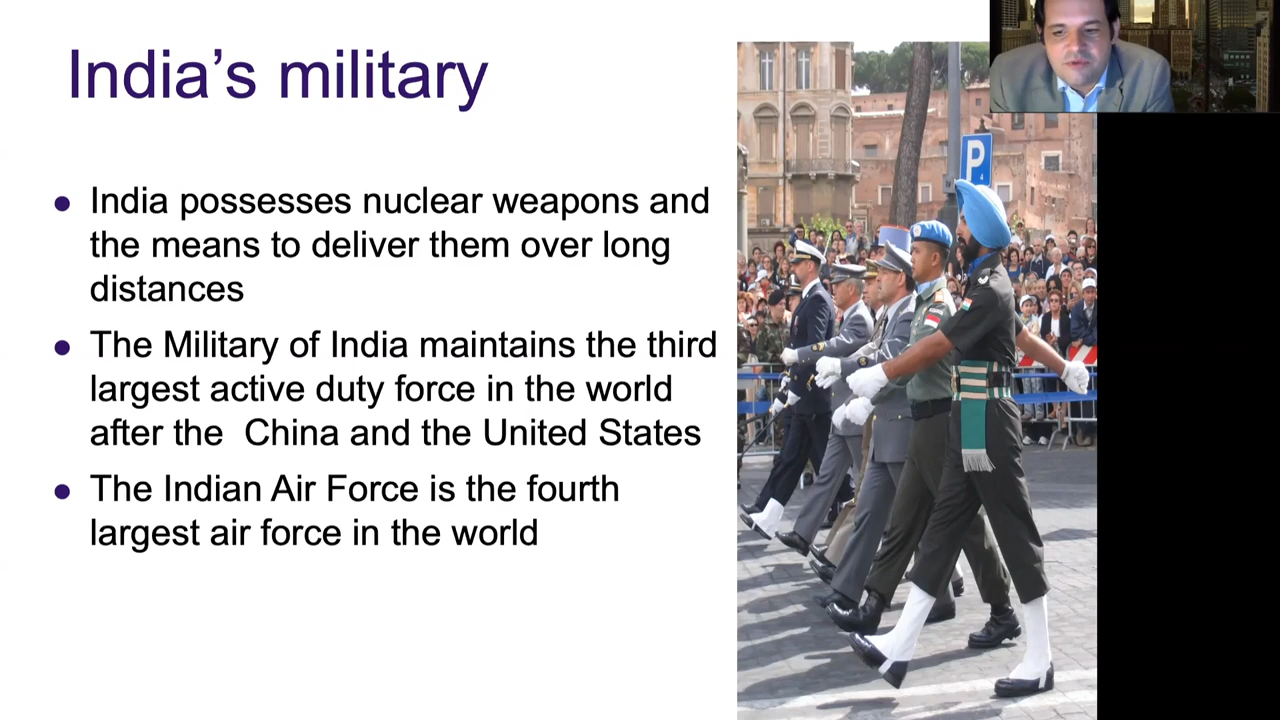 India's military
● India possesses nuclear weapons and
the means to deliver them over long
distances
● The Military of India maintains the third
largest active duty force in the world
after the  China and the United States
● The Indian Air Force is the fourth
largest air force in the world
P
4